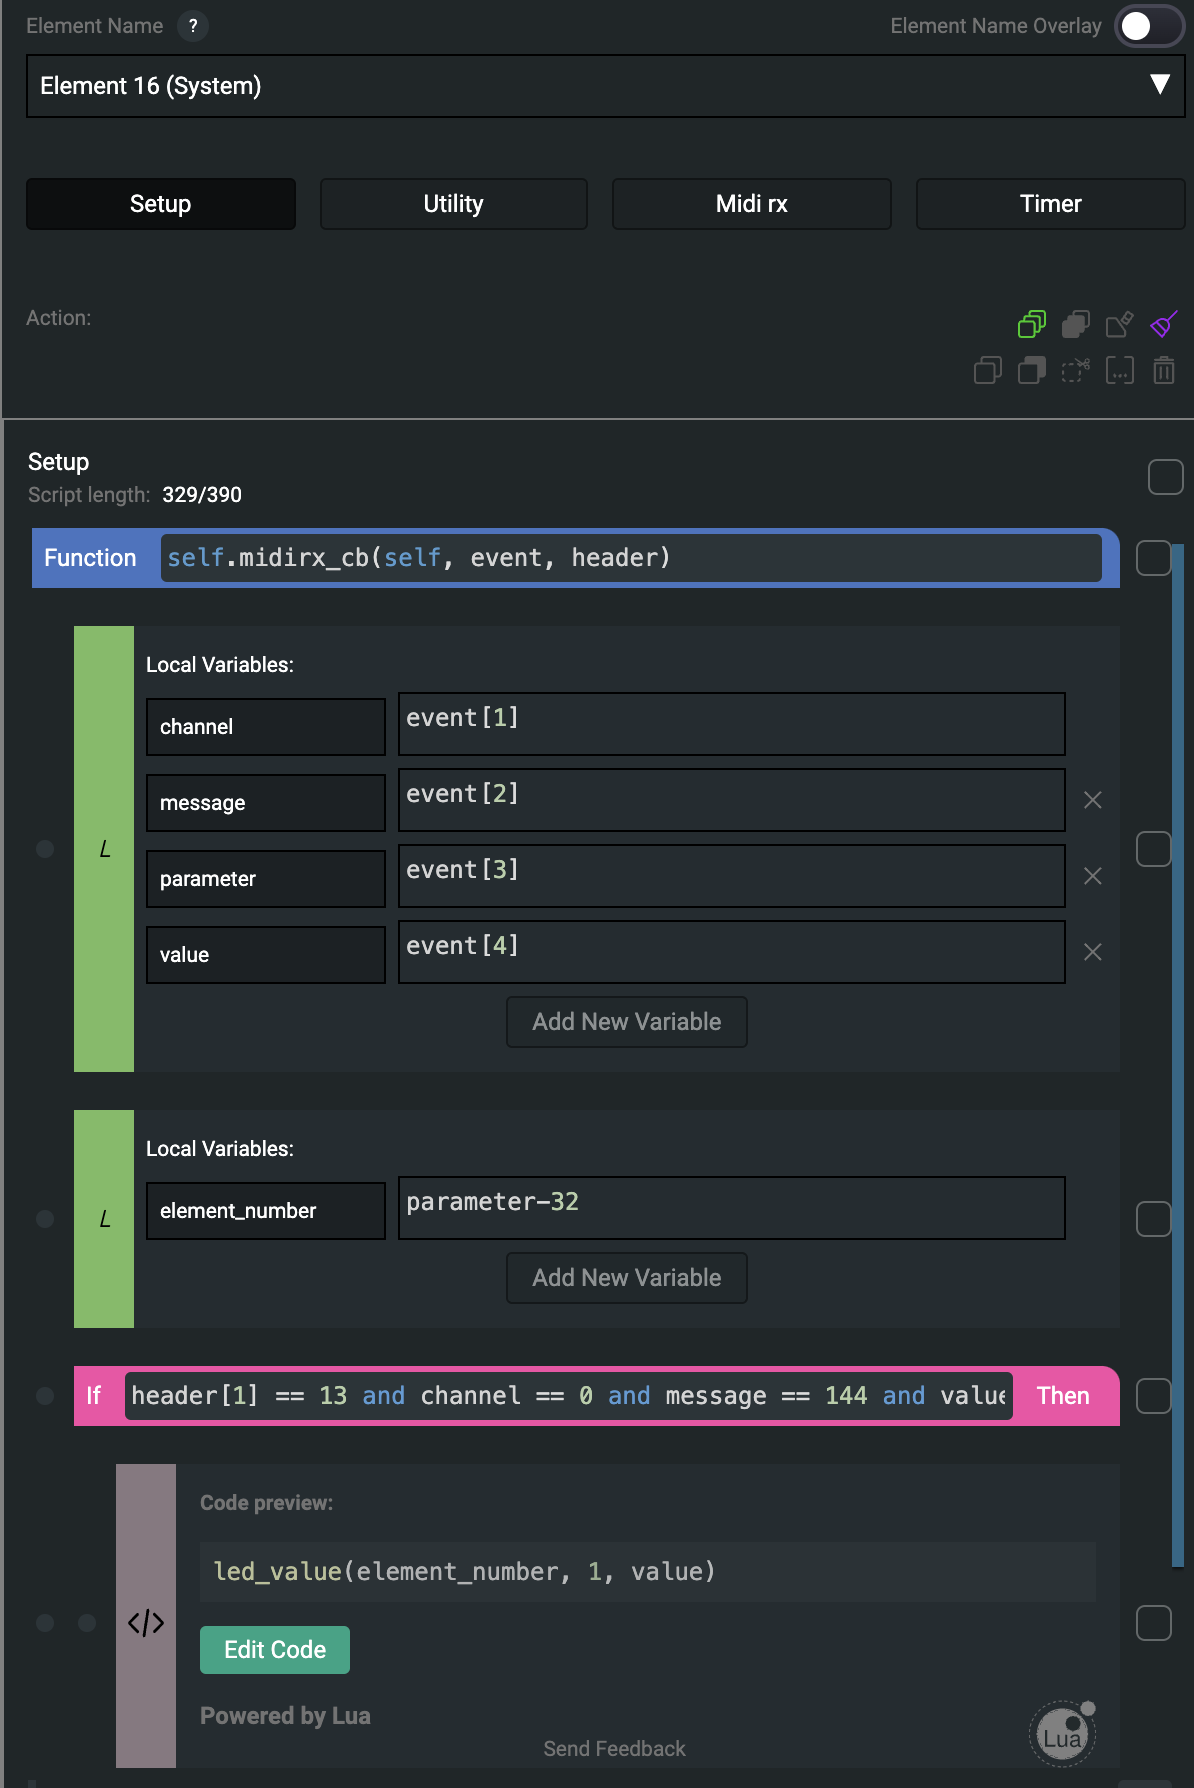 Element Name ? Element Name Overlay
Element 16 (System)
Setup Utility Midi rx Timer
Action:
Setup
Script length: 329/390
Function self.midirx_cb(self, event, header)
Local Variables:
channel event[1]
message event[2]
L
parameter event[3]
value event[4]
Add New Variable
Local Variables:
L
element_number parameter-32
Add New Variable
If header[1] == 13 and channel == 0 and message == 144 and value Then
Code preview:
led_value(element_number, 1, value)
</>
Edit Code
Powered by Lua
Lua
Send Feedback